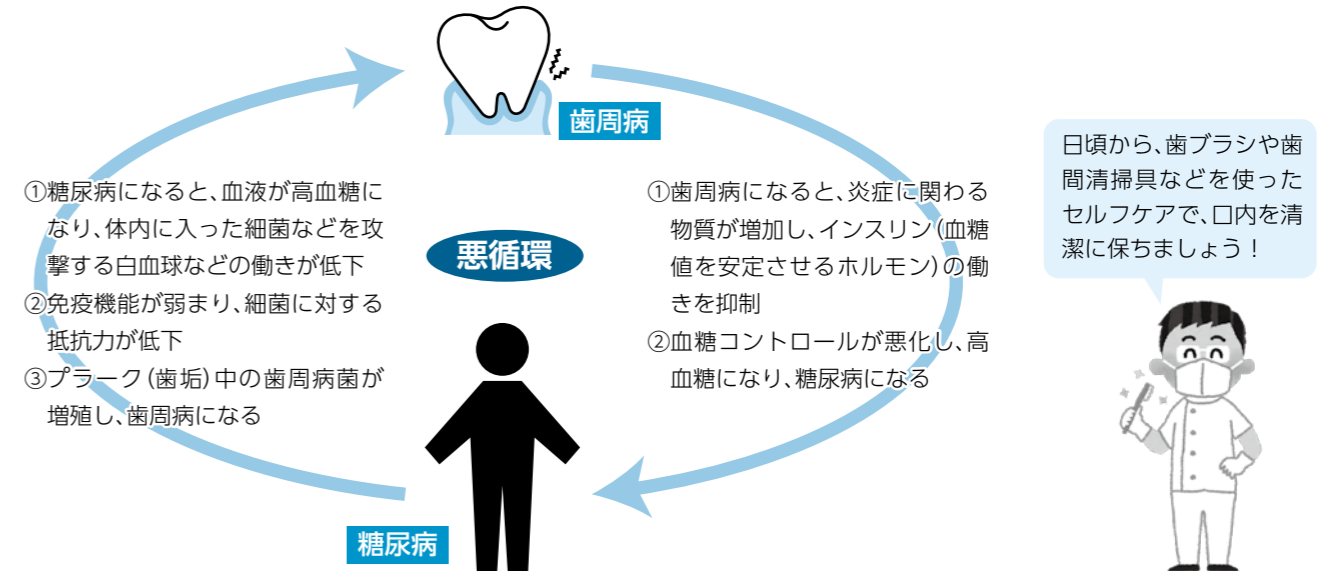 歯周病
①糖尿病になると、血液が高血糖に
なり、体内に入った細菌などを攻
撃する白血球などの働きが低下
②免疫機能が弱まり、細菌に対する
抵抗力が低下
③プラーク（歯垢）中の歯周病菌が
増殖し、歯周病になる
悪循環
①歯周病になると、炎症に関わる
物質が増加し、インスリン（血糖
値を安定させるホルモン）の働
きを抑制
②血糖コントロールが悪化し、高
血糖になり、糖尿病になる
糖尿病
日頃から、歯ブラシや歯
間清掃具などを使った
セルフケアで、口内を清
潔に保ちましょう！